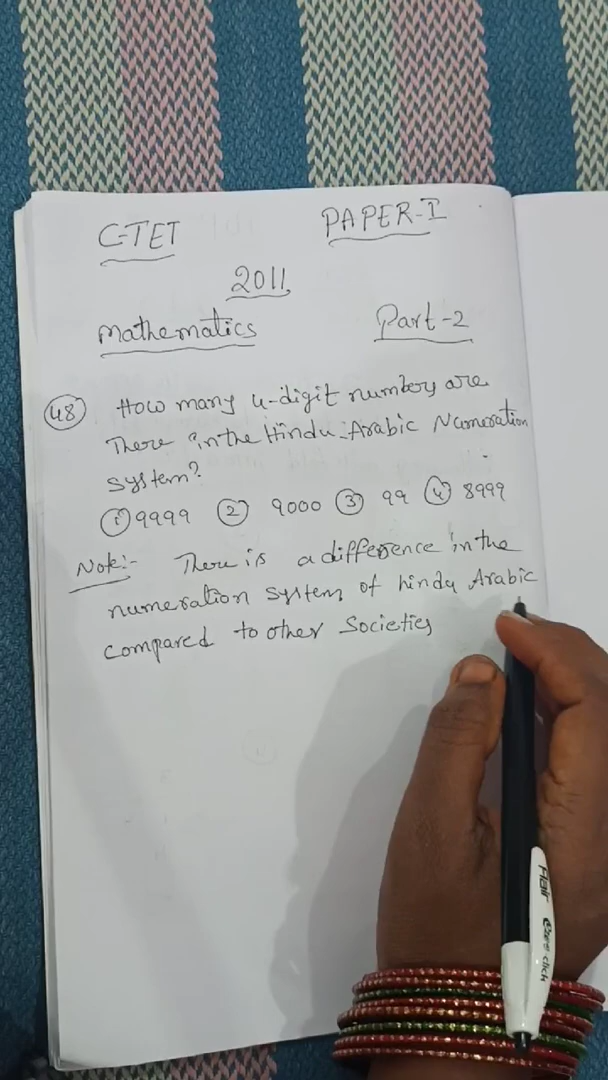 C-TET PAPER-I
2011
Mathematics Part-2
48 How many 4-digit numbers are
There in the Hindu-Arabic Numeration
system?
1 9999 2 9000 3 99 4 8999
Note:- There is a difference in the
numeration system of hindu Arabic
compared to other Societies
Hair
click